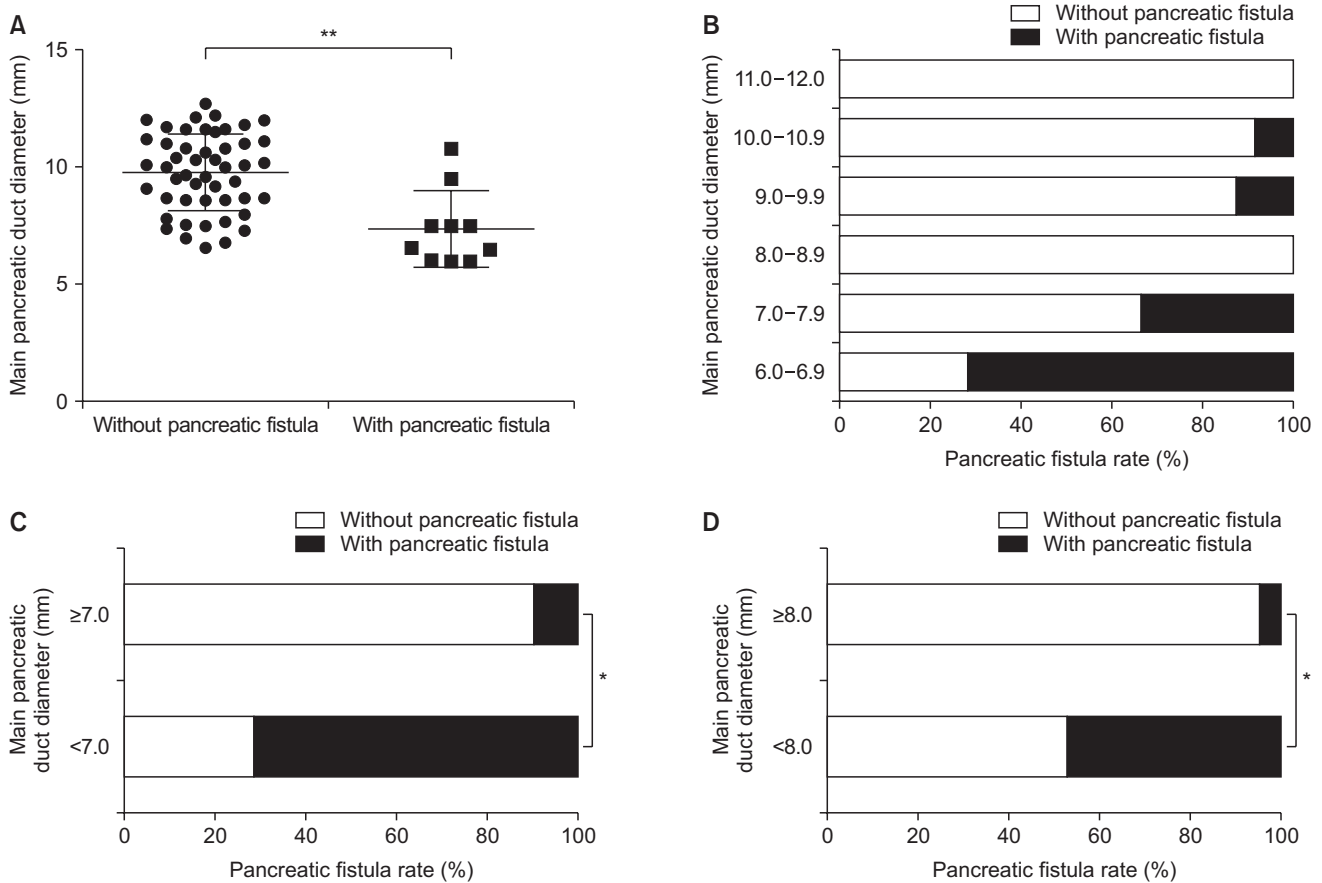 A
Main pancreatic duct diameter (mm)
15
10
5
0
**
Without pancreatic fistula
With pancreatic fistula
B
Without pancreatic fistula
With pancreatic fistula
Main pancreatic duct diameter (mm)
11.0−12.0
10.0−10.9
9.0−9.9
8.0−8.9
7.0−7.9
6.0−6.9
0 20 40 60 80 100
Pancreatic fistula rate (%)
C
Without pancreatic fistula
With pancreatic fistula
Main pancreatic
duct diameter (mm)
≥7.0
<7.0
*
0 20 40 60 80 100
Pancreatic fistula rate (%)
D
Without pancreatic fistula
With pancreatic fistula
Main pancreatic
duct diameter (mm)
≥8.0
<8.0
*
0 20 40 60 80 100
Pancreatic fistula rate (%)